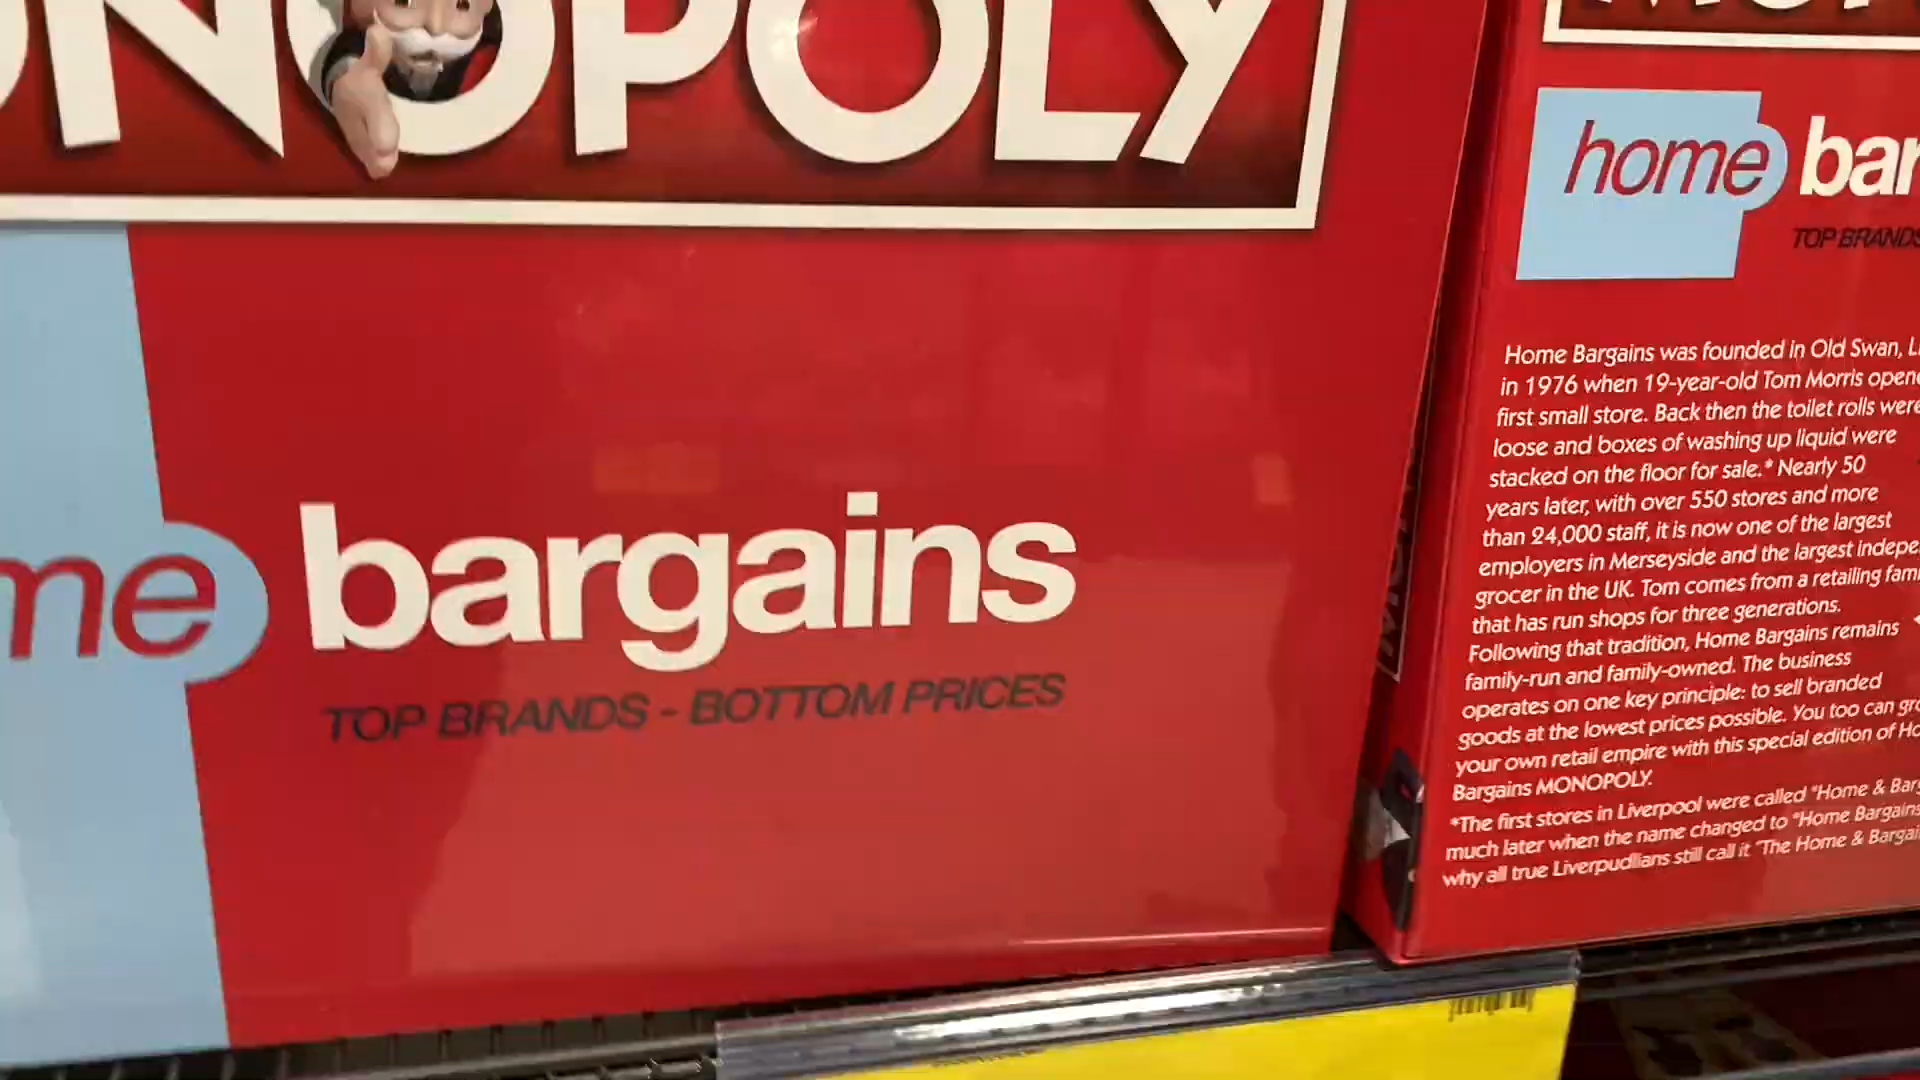 MONOPOLY
me bargains
TOP BRANDS - BOTTOM PRICES
home bar
TOP BRANDS
Home Bargains was founded in Old Swan, L
in 1976 when 19-year-old Tom Morris opene
first small store. Back then the toilet rolls were
loose and boxes of washing up liquid were
stacked on the floor for sale.* Nearly 50
years later, with over 550 stores and more
than 24,000 staff, it is now one of the largest
employers in Merseyside and the largest indepe
grocer in the UK. Tom comes from a retailing fam
that has run shops for three generations.
Following that tradition, Home Bargains remains
family-run and family-owned. The business
operates on one key principle: to sell branded
goods at the lowest prices possible. You too can gro
your own retail empire with this special edition of Ho
Bargains MONOPOLY.
*The first stores in Liverpool were called "Home & Barg
much later when the name changed to "Home Bargains
why all true Liverpudlians still call it "The Home & Bargai